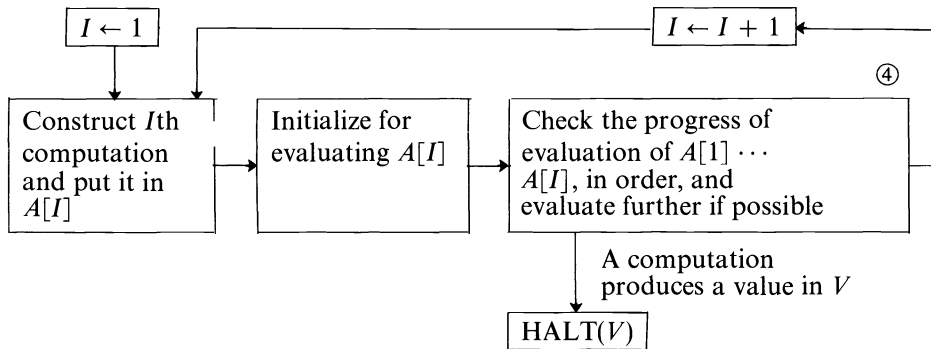 I ← 1
I ← I + 1
④
Construct Ith
computation
and put it in
A[I]
Initialize for
evaluating A[I]
Check the progress of
evaluation of A[1] ⋯
A[I], in order, and
evaluate further if possible
A computation
produces a value in V
HALT(V)